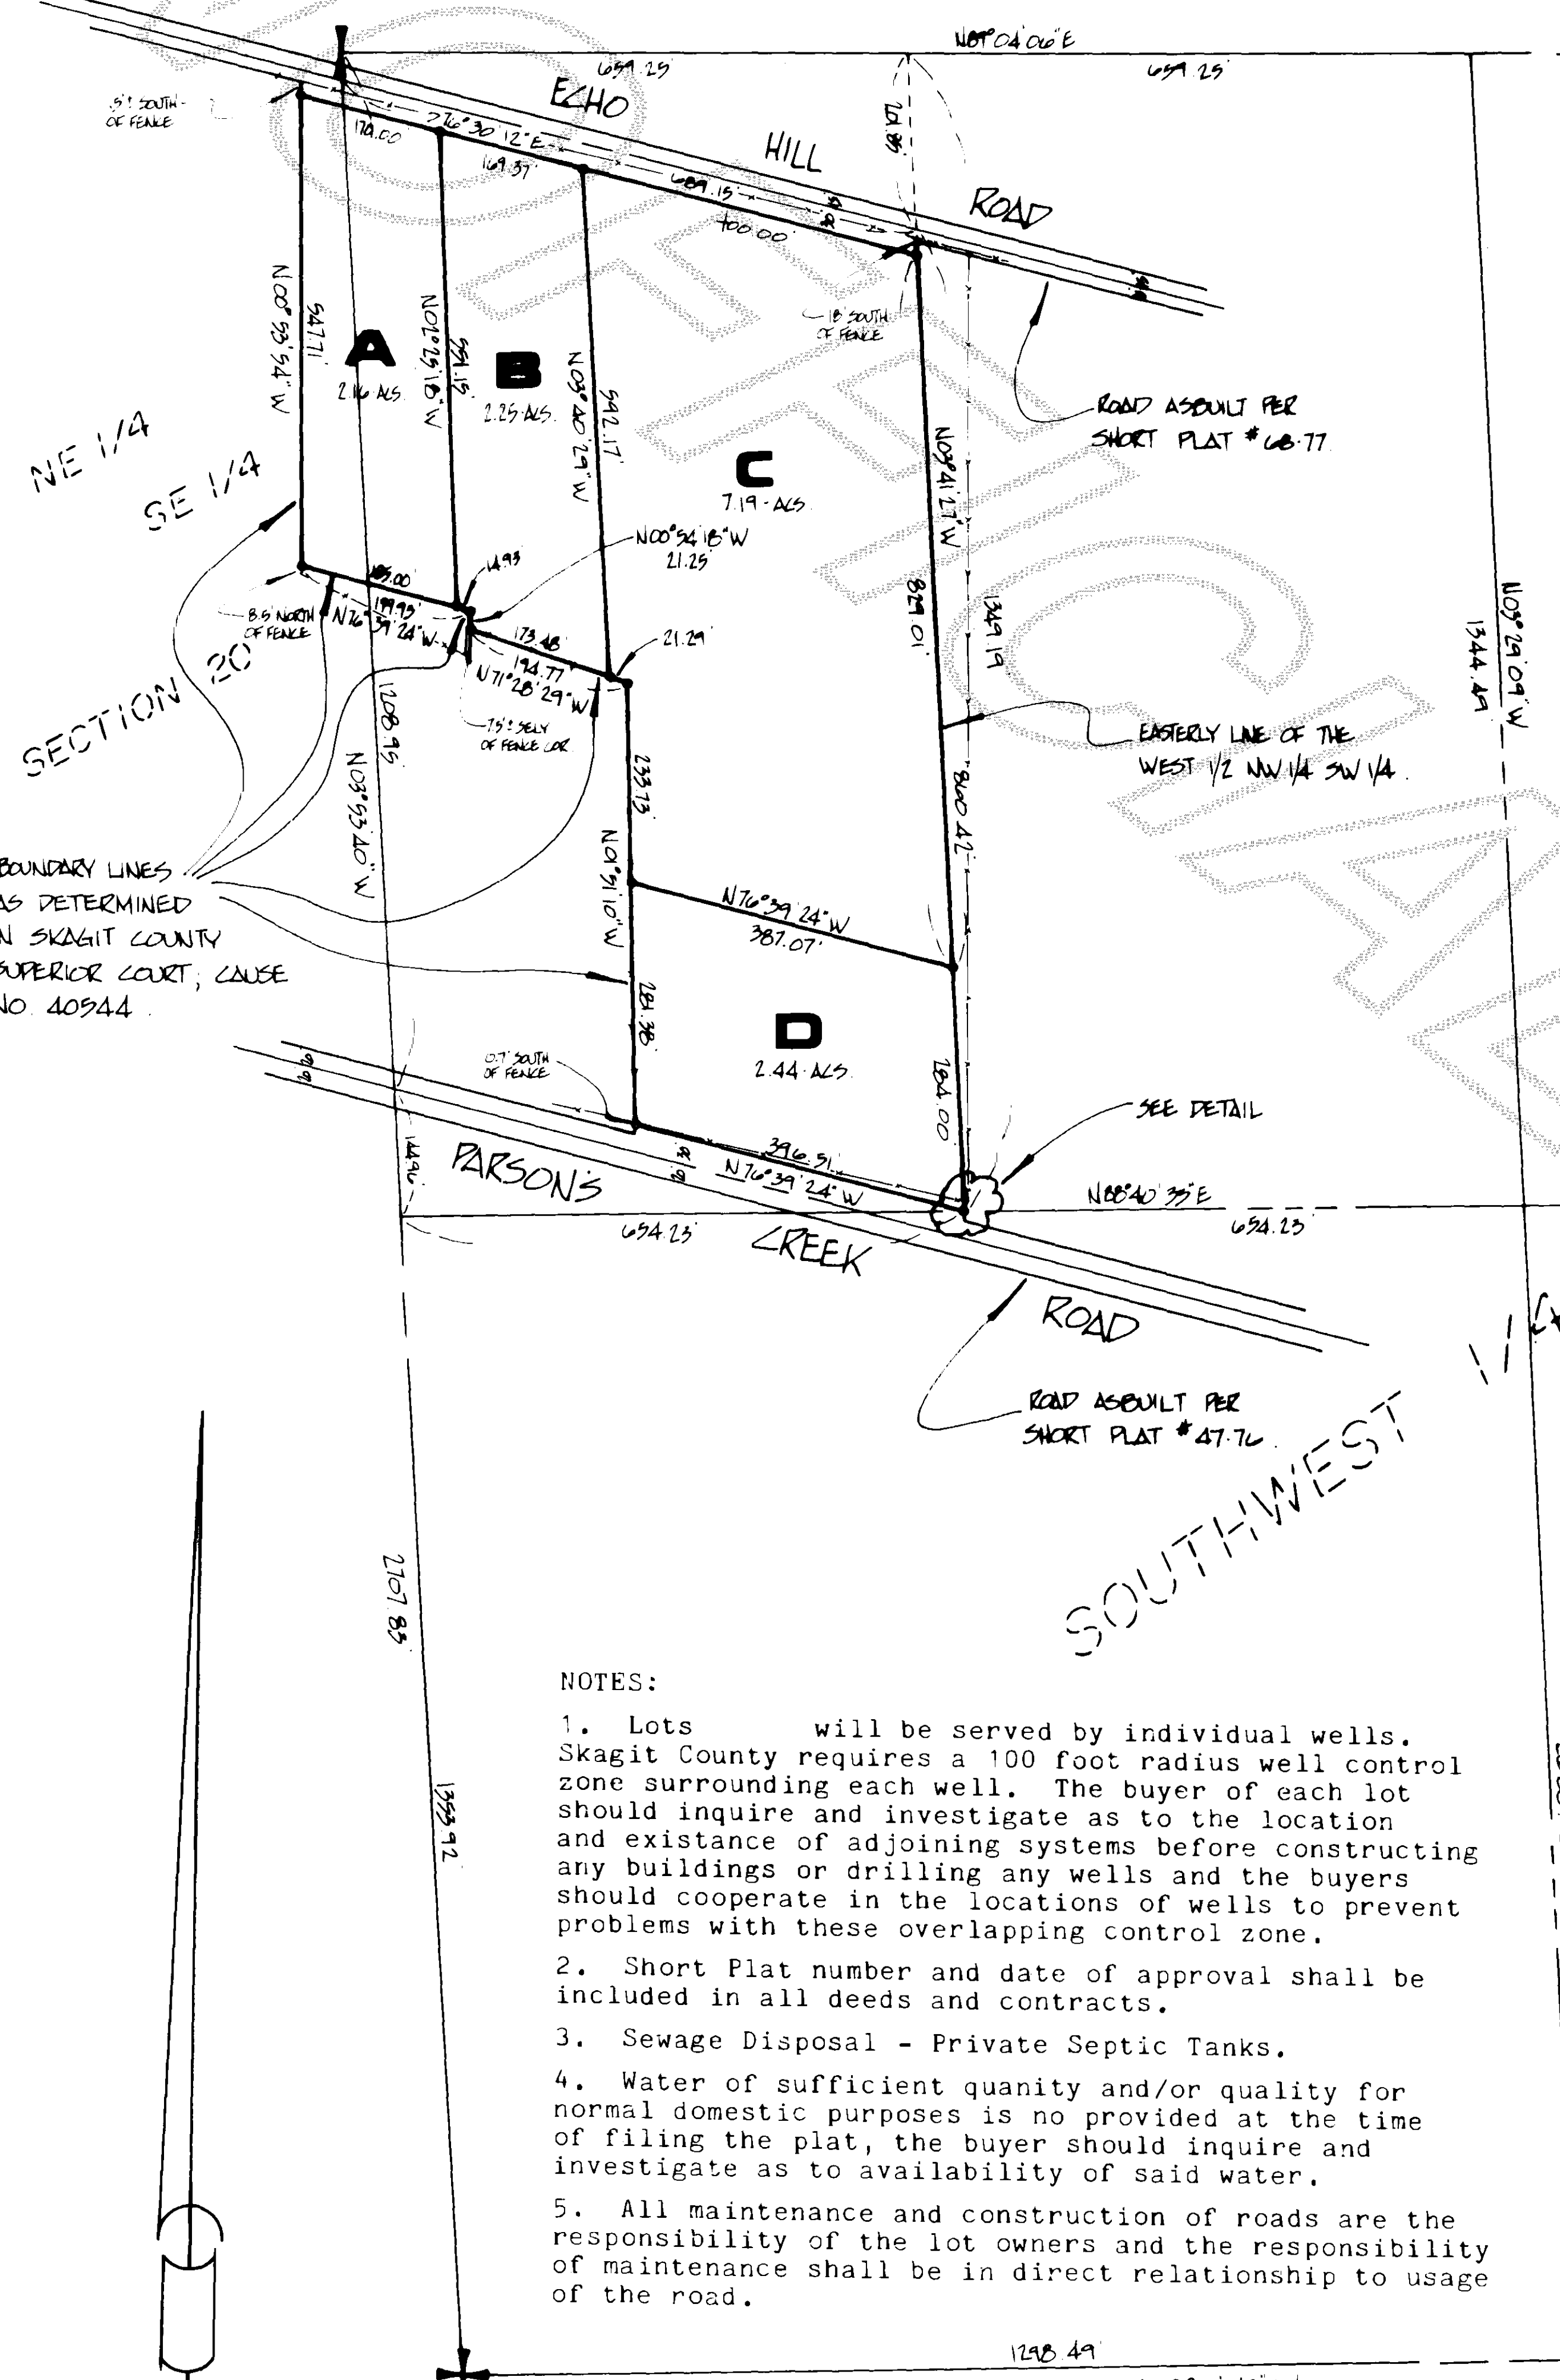 N 04' 06" E
659.25'
659.25'
ECHO
HILL
ROAD
.5'± SOUTH
OF FENCE
170.00'
S76° 30' 12" E
169.37'
689.15'
400.00'
201.85'
N00° 53' 54" W
547.71'
A
2.16 ACS.
N02° 25' 18" W
B
2.25 ACS.
N03° 40' 29" W
592.17'
C
7.19 ACS.
SOUTH
OF FENCE
N03° 41' 27" W
829.01'
1349.19
ROAD ASBUILT PER
SHORT PLAT # 68-77.
NE 1/4
SE 1/4
SECTION 20
N00° 54' 18" W
21.25'
14.93'
185.00'
199.93'
N76° 39' 24" W
8.5' NORTH
OF FENCE
173.48'
194.77'
N71° 28' 29" W
21.29'
7.5'± SELY
OF FENCE COR.
1208.95'
N03° 53' 40" W
233.73'
N01° 51' 10" W
860.42'
EASTERLY LINE OF THE
WEST 1/2 NW 1/4 SW 1/4.
N03° 29' 09" W
1344.49
BOUNDARY LINES
AS DETERMINED
IN SKAGIT COUNTY
SUPERIOR COURT; CAUSE
NO. 40544.
N76° 39' 24" W
387.07'
281.38'
D
2.44 ACS.
284.00'
0.7' SOUTH
OF FENCE
SEE DETAIL
396.51'
N76° 39' 24" W
144.96'
PARSON'S
CREEK
ROAD
654.23'
N88° 40' 35" E
654.23
ROAD ASBUILT PER
SHORT PLAT # 47-76.
SOUTHWEST
2707.83'
1353.92'
NOTES:
1. Lots will be served by individual wells.
Skagit County requires a 100 foot radius well control
zone surrounding each well. The buyer of each lot
should inquire and investigate as to the location
and existance of adjoining systems before constructing
any buildings or drilling any wells and the buyers
should cooperate in the locations of wells to prevent
problems with these overlapping control zone.
2. Short Plat number and date of approval shall be
included in all deeds and contracts.
3. Sewage Disposal - Private Septic Tanks.
4. Water of sufficient quanity and/or quality for
normal domestic purposes is no provided at the time
of filing the plat, the buyer should inquire and
investigate as to availability of said water.
5. All maintenance and construction of roads are the
responsibility of the lot owners and the responsibility
of maintenance shall be in direct relationship to usage
of the road.
1298.49'